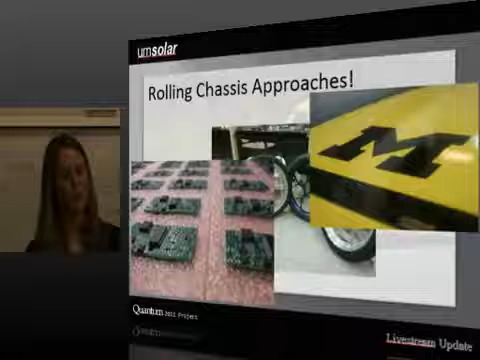 umsolar
Rolling Chassis Approaches!
M
Quantum 2011 Project
Livestream Update